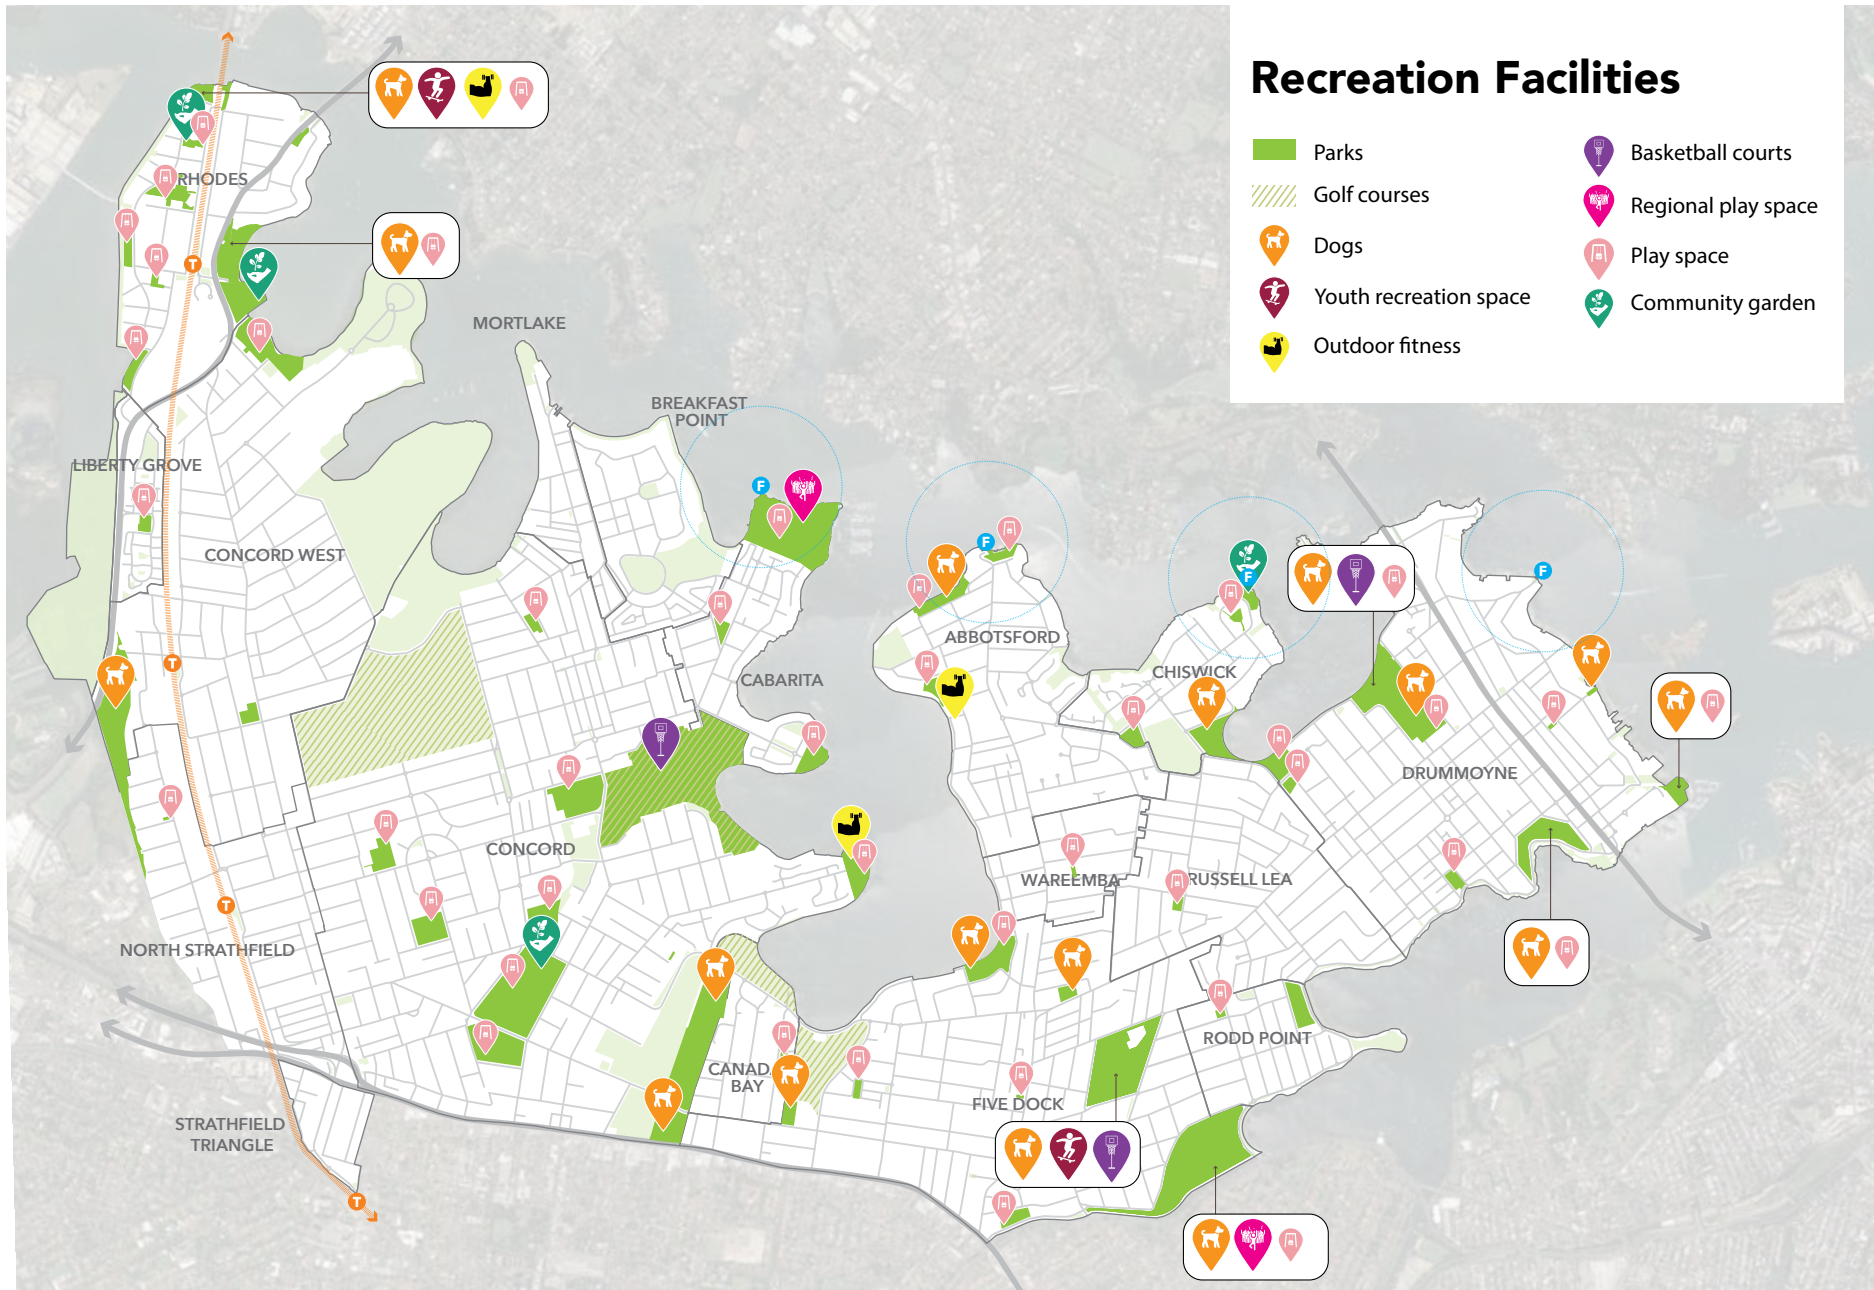 Recreation Facilities
Parks
Golf courses
Dogs
Youth recreation space
Outdoor fitness
Basketball courts
Regional play space
Play space
Community garden
RHODES
T
MORTLAKE
BREAKFAST
POINT
LIBERTY GROVE
F
CONCORD WEST
F
F
F
ABBOTSFORD
T
CHISWICK
CABARITA
DRUMMOYNE
CONCORD
WAREEMBA
RUSSELL LEA
T
NORTH STRATHFIELD
RODD POINT
CANAD
BAY
FIVE DOCK
STRATHFIELD
TRIANGLE
T